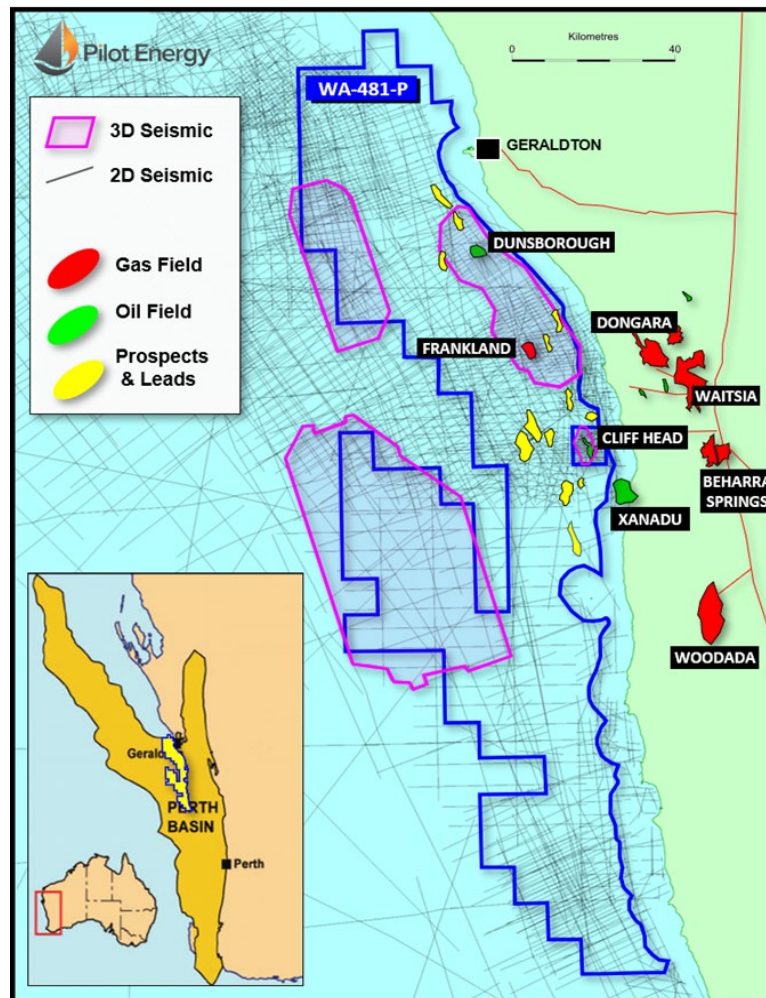 Pilot Energy
Kilometres
0 40
WA-481-P
3D Seismic
2D Seismic
Gas Field
Oil Field
Prospects
& Leads
GERALDTON
DUNSBOROUGH
FRANKLAND
DONGARA
WAITSIA
CLIFF HEAD
BEHARRA
SPRINGS
XANADU
WOODADA
Gerald
PERTH
BASIN
Perth